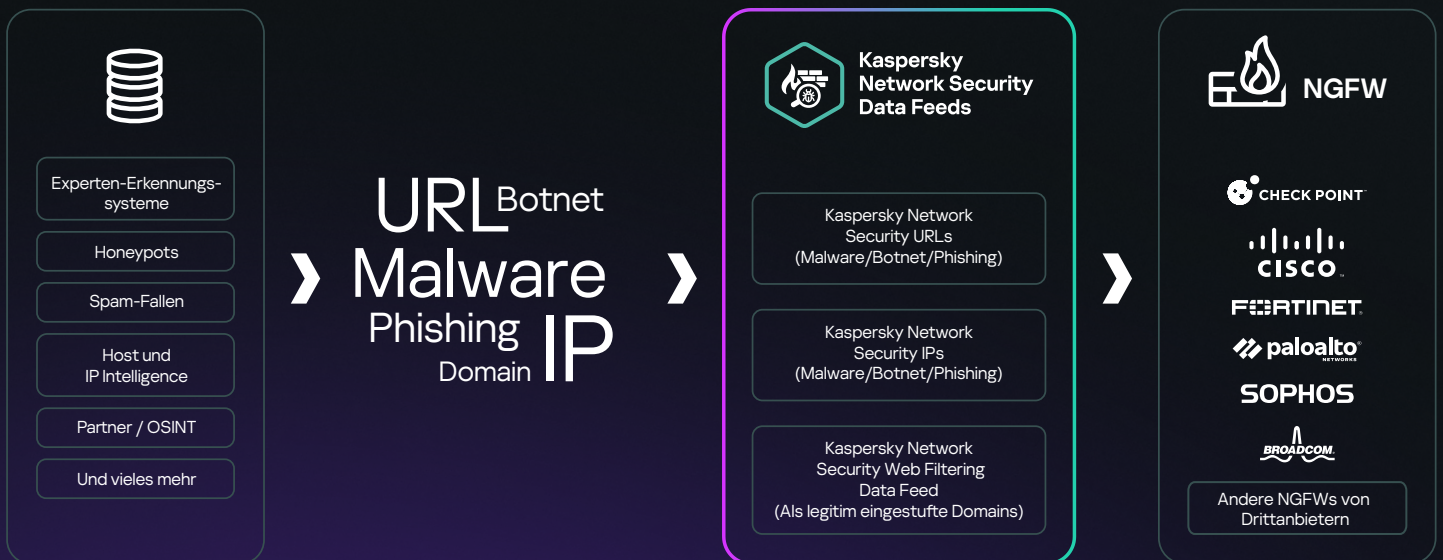 Experten-Erkennungs-
systeme
Honeypots
Spam-Fallen
Host und
IP Intelligence
Partner / OSINT
Und vieles mehr
URL
Botnet
Malware
Phishing
IP
Domain
Kaspersky
Network Security
Data Feeds
Kaspersky Network
Security URLs
(Malware/Botnet/Phishing)
Kaspersky Network
Security IPs
(Malware/Botnet/Phishing)
Kaspersky Network
Security Web Filtering
Data Feed
(Als legitim eingestufte Domains)
NGFW
CHECK POINT™
CISCO™
FORTINET®
paloalto®
NETWORKS
SOPHOS
BROADCOM®
Andere NGFWs von
Drittanbietern